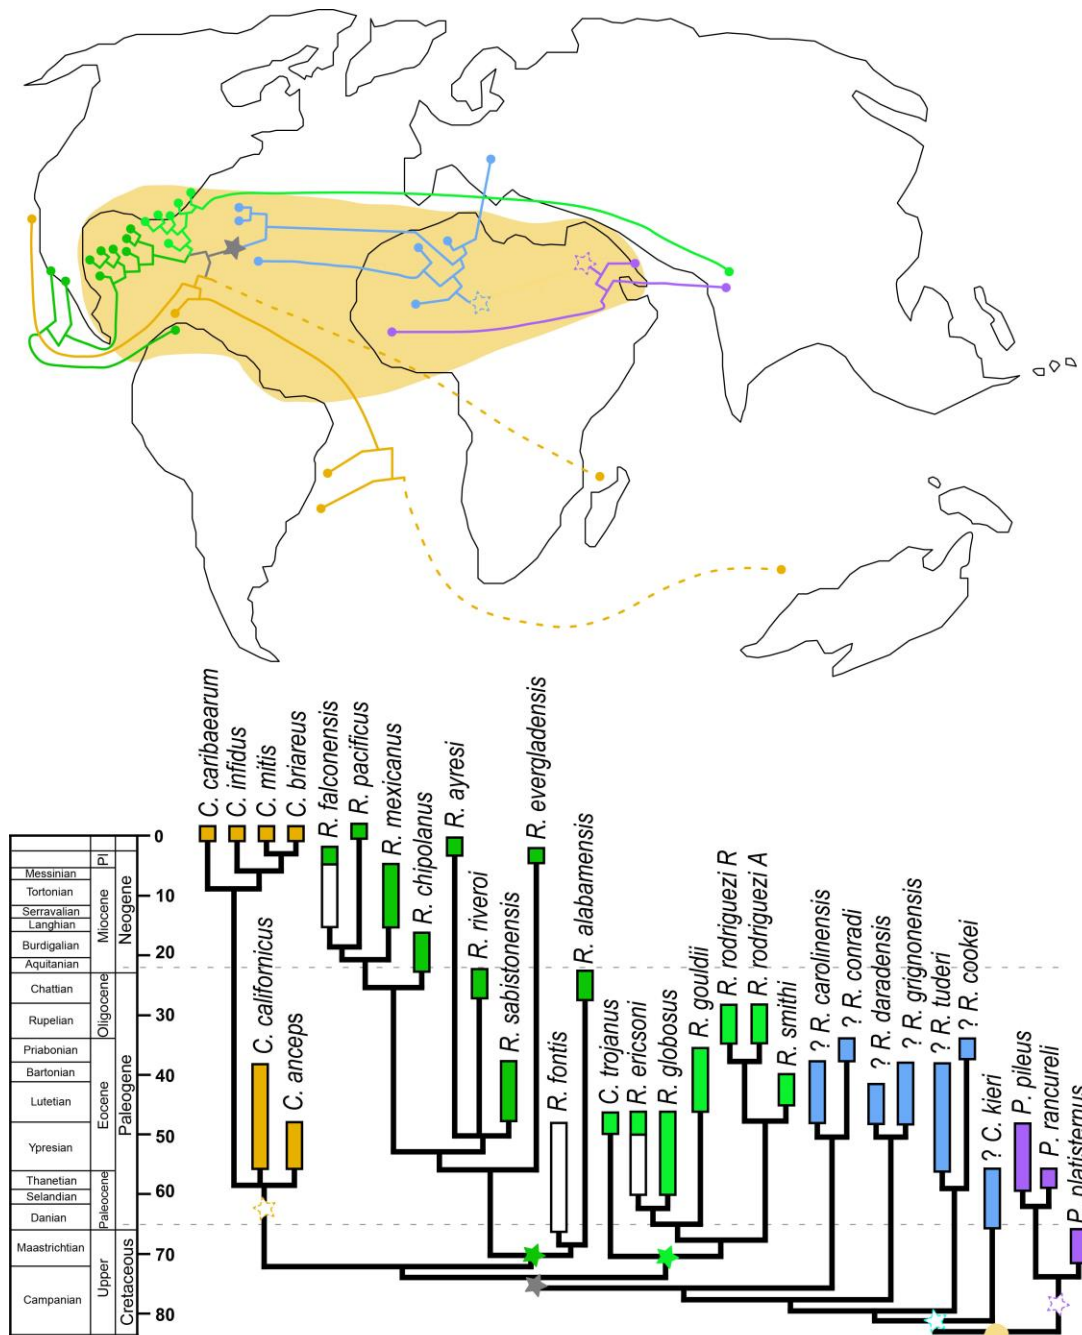 C. caribaearum
C. infidus
C. mitis
C. briareus
R. falconensis
R. pacificus
R. mexicanus
R. chipolanus
R. ayresi
R. riveroi
R. sabistonensis
R. evergladensis
R. fontis
R. alabamensis
C. trojanus
R. ericsoni
R. globosus
R. gouldii
R. rodriguezi R
R. rodriguezi A
R. smithi
? R. carolinensis
? R. conradi
? R. daradensis
? R. grignonensis
? R. tuderi
? R. cookei
? C. kieri
P. pileus
P. rancureli
P. platisternus
C. californicus
C. anceps
Messinian
Tortonian
Serravalian
Langhian
Burdigalian
Aquitanian
Chattian
Rupelian
Priabonian
Bartonian
Lutetian
Ypresian
Thanetian
Selandian
Danian
Maastrichtian
Campanian
Pl
Miocene
Oligocene
Eocene
Paleocene
Upper
Neogene
Paleogene
Cretaceous
0
10
20
30
40
50
60
70
80